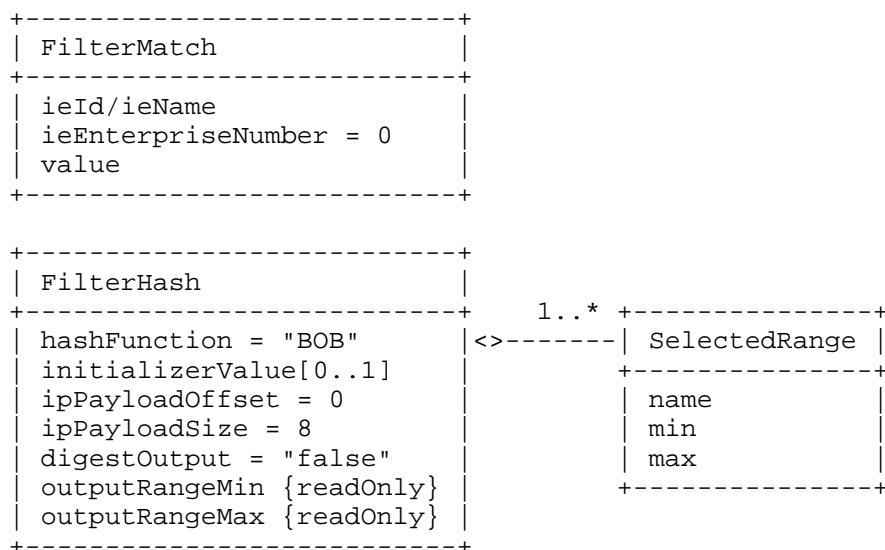 +---------------------------+
| FilterMatch               |
+---------------------------+
| ieId/ieName               |
| ieEnterpriseNumber = 0    |
| value                     |
+---------------------------+

+---------------------------+
| FilterHash                |
+---------------------------+    1..* +---------------+
| hashFunction = "BOB"      |<>-------| SelectedRange |
| initializerValue[0..1]    |         +---------------+
| ipPayloadOffset = 0       |         | name          |
| ipPayloadSize = 8         |         | min           |
| digestOutput = "false"    |         | max           |
| outputRangeMin {readOnly} |         +---------------+
| outputRangeMax {readOnly} |
+---------------------------+